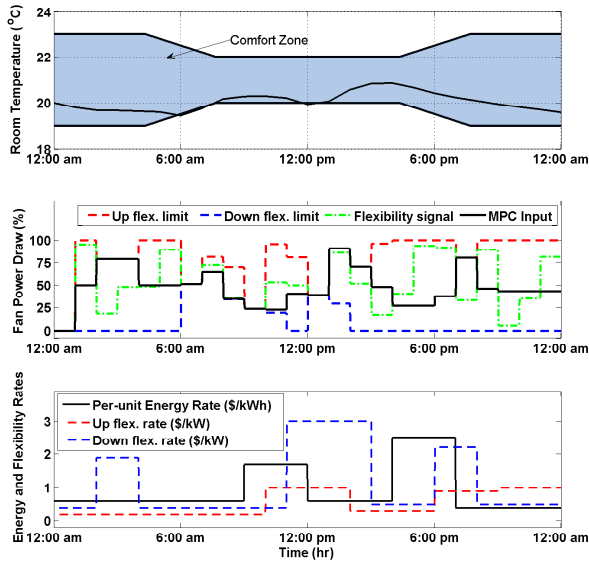 Room Temperature (°C)
24
22
20
18
Comfort Zone
12:00 am
6:00 am
12:00 pm
6:00 pm
12:00 am
Fan Power Draw (%)
Up flex. limit
Down flex. limit
Flexibility signal
MPC Input
100
75
50
25
0
12:00 am
6:00 am
12:00 pm
6:00 pm
12:00 am
Energy and Flexibility Rates
Per-unit Energy Rate ($/kWh)
Up flex. rate ($/kW)
Down flex. rate ($/kW)
3
2
1
0
12:00 am
6:00 am
12:00 pm
6:00 pm
12:00 am
Time (hr)